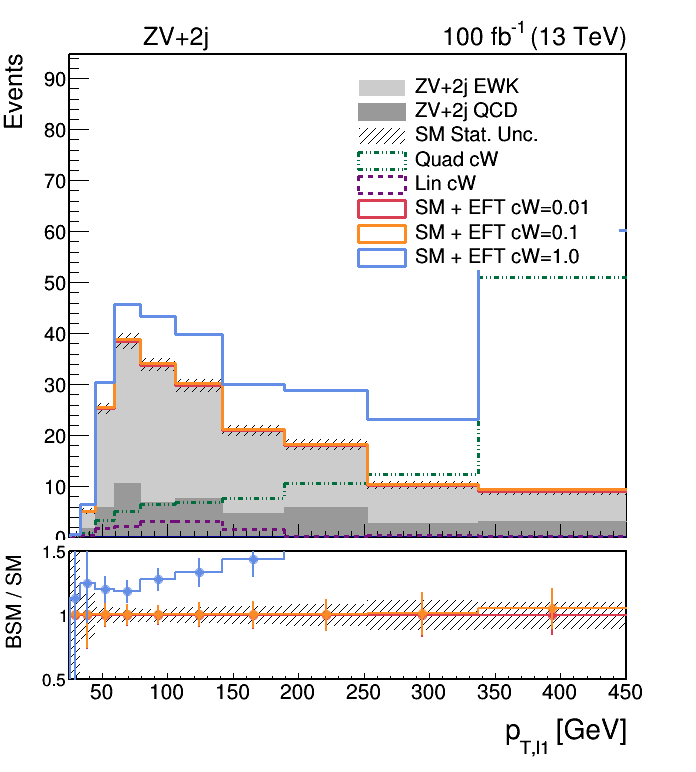 ZV+2j
100 fb-1 (13 TeV)
Events
90
80
70
60
50
40
30
20
10
0
ZV+2j EWK
ZV+2j QCD
SM Stat. Unc.
Quad cW
Lin cW
SM + EFT cW=0.01
SM + EFT cW=0.1
SM + EFT cW=1.0
BSM / SM
1.5
1
0.5
50 100 150 200 250 300 350 400 450
pT,l1 [GeV]